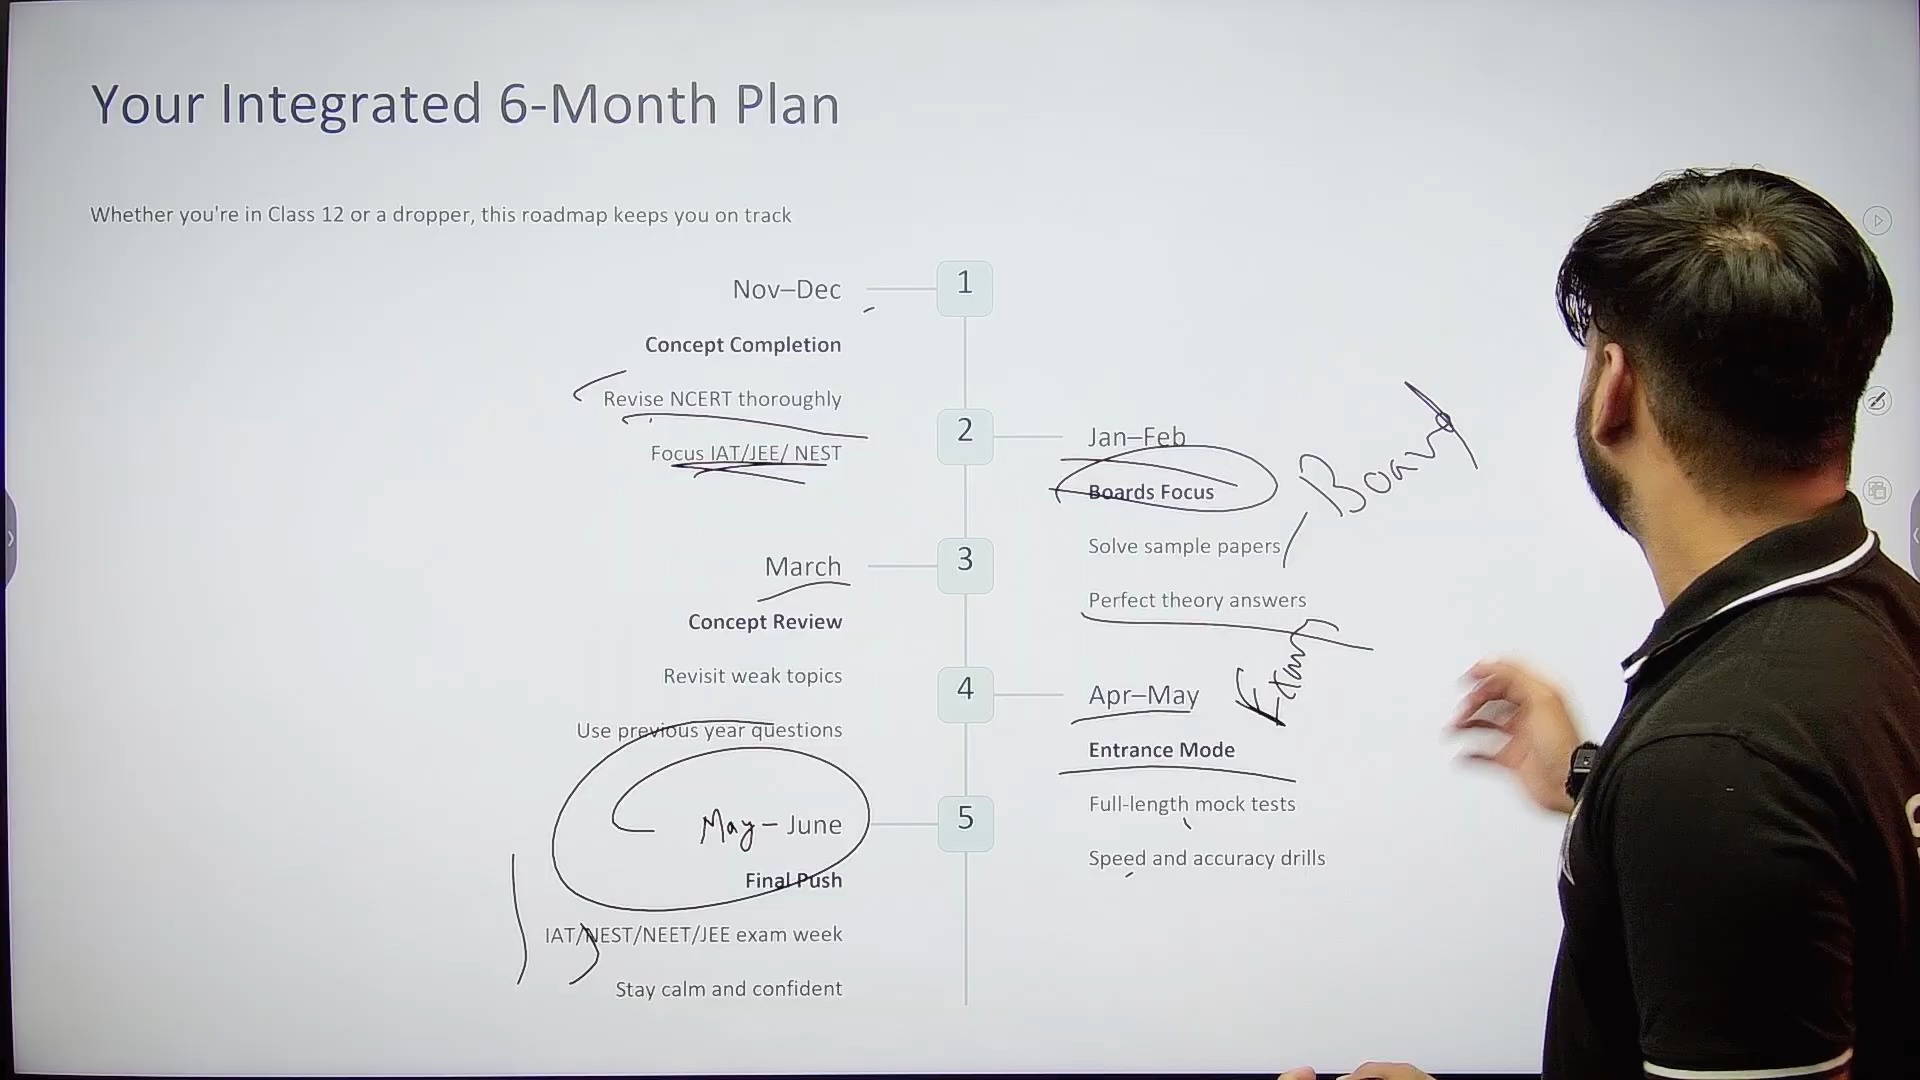 Your Integrated 6-Month Plan
Whether you're in Class 12 or a dropper, this roadmap keeps you on track
1
Nov–Dec
Concept Completion
Revise NCERT thoroughly
Focus IAT/JEE/ NEST
2
Jan–Feb
Boards Focus
Board
Solve sample papers
Perfect theory answers
3
March
Concept Review
Revisit weak topics
Use previous year questions
4
Apr–May
Exam
Entrance Mode
Full-length mock tests
Speed and accuracy drills
5
May – June
Final Push
IAT/NEST/NEET/JEE exam week
Stay calm and confident